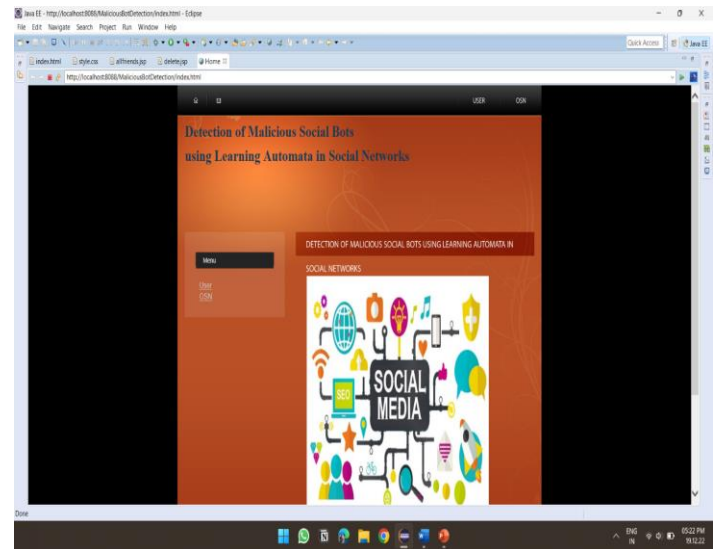 Java EE - http://localhost:8088/MaliciousBotDetection/index.html - Eclipse
File Edit Navigate Search Project Run Window Help
Quick Access
Java EE
index.html style.css allfriends.jsp delete.jsp Home
http://localhost:8088/MaliciousBotDetection/index.html
USER OSN
Detection of Malicious Social Bots
using Learning Automata in Social Networks
DETECTION OF MALICIOUS SOCIAL BOTS USING LEARNING AUTOMATA IN
SOCIAL NETWORKS
Menu
User
OSN
SEO
SOCIAL
MEDIA
Done
ENG
IN
05:22 PM
19.12.22